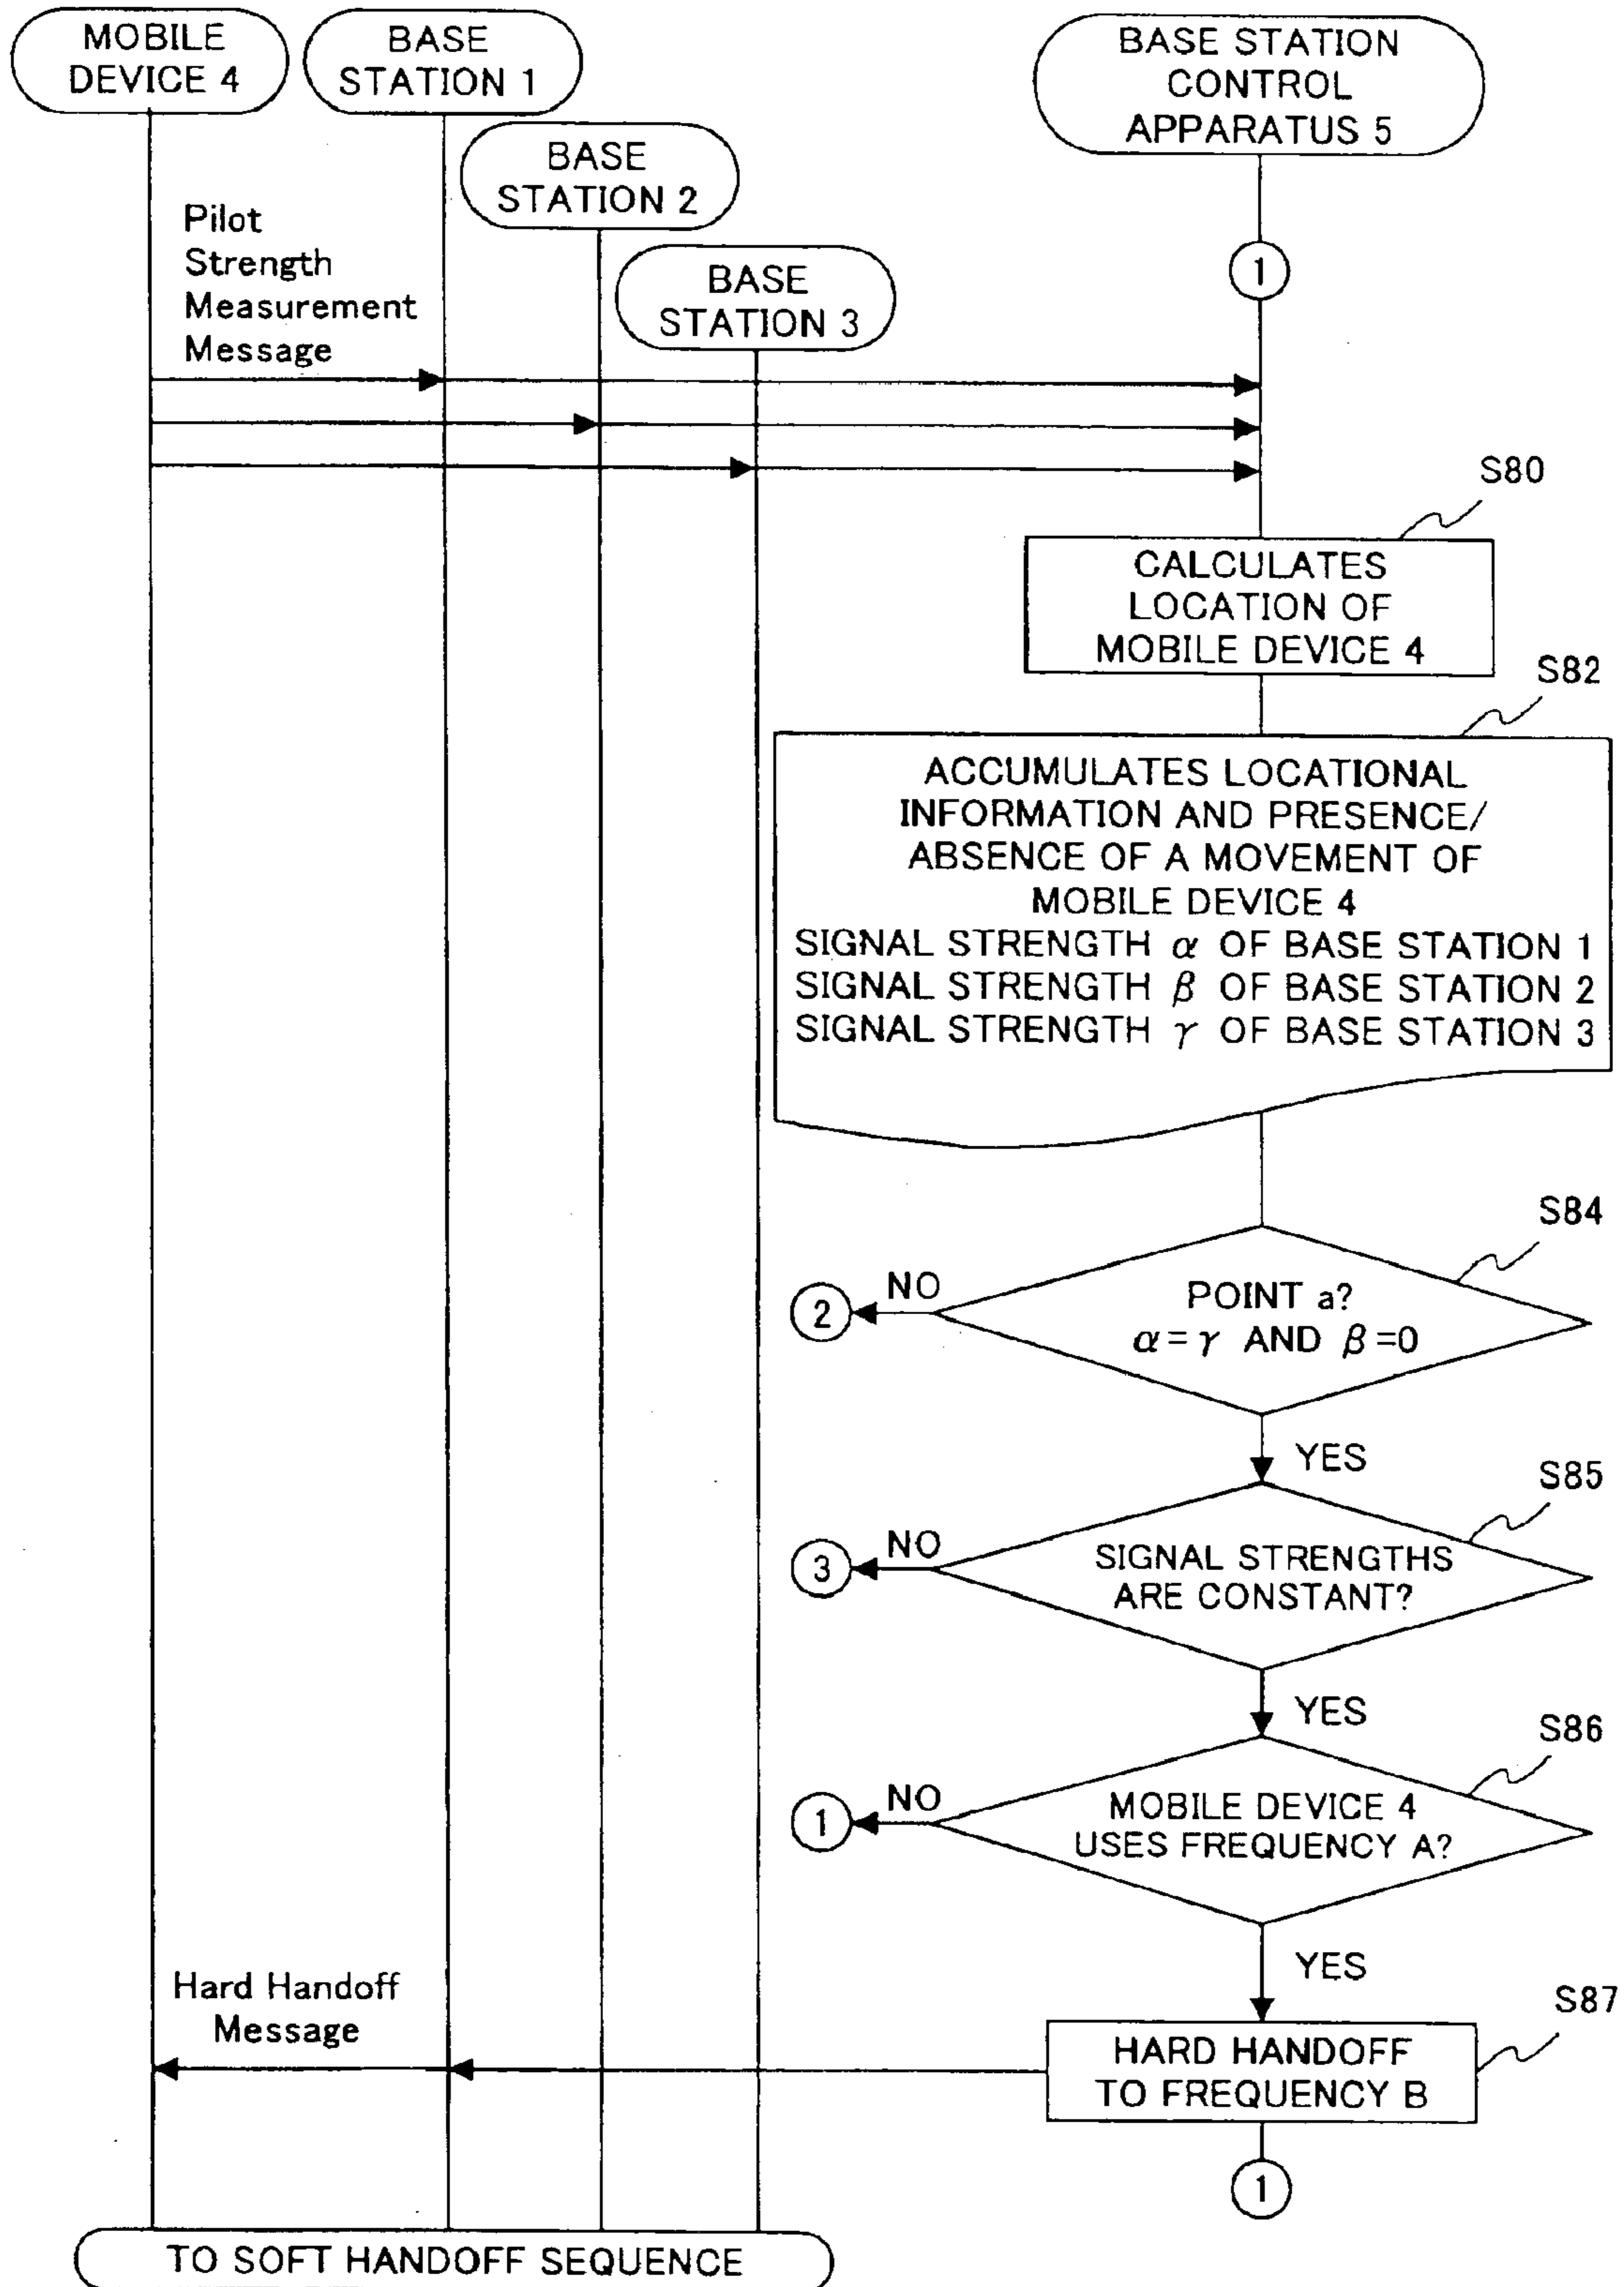 MOBILE
DEVICE 4
BASE
STATION 1
BASE STATION
CONTROL
APPARATUS 5
BASE
STATION 2
BASE
STATION 3
Pilot
Strength
Measurement
Message
1
S80
CALCULATES
LOCATION OF
MOBILE DEVICE 4
S82
ACCUMULATES LOCATIONAL
INFORMATION AND PRESENCE/
ABSENCE OF A MOVEMENT OF
MOBILE DEVICE 4
SIGNAL STRENGTH α OF BASE STATION 1
SIGNAL STRENGTH β OF BASE STATION 2
SIGNAL STRENGTH γ OF BASE STATION 3
S84
POINT a?
α=γ AND β=0
NO
2
YES
S85
SIGNAL STRENGTHS
ARE CONSTANT?
NO
3
YES
S86
MOBILE DEVICE 4
USES FREQUENCY A?
NO
1
YES
S87
HARD HANDOFF
TO FREQUENCY B
Hard Handoff
Message
1
TO SOFT HANDOFF SEQUENCE